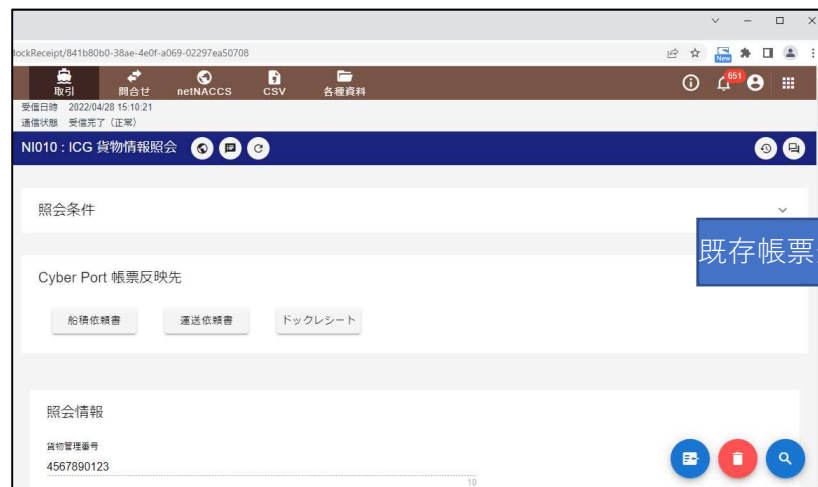 dockReceipt/841b80b0-38ae-4e0f-a069-02297ea50708
New
取引 問合せ netNACCS CSV 各種資料
651
受信日時 2022/04/28 15:10:21
通信状態 受信完了（正常）
NI010 : ICG 貨物情報照会
照会条件
既存帳票
Cyber Port 帳票反映先
船積依頼書 運送依頼書 ドックレシート
照会情報
貨物管理番号
4567890123
10